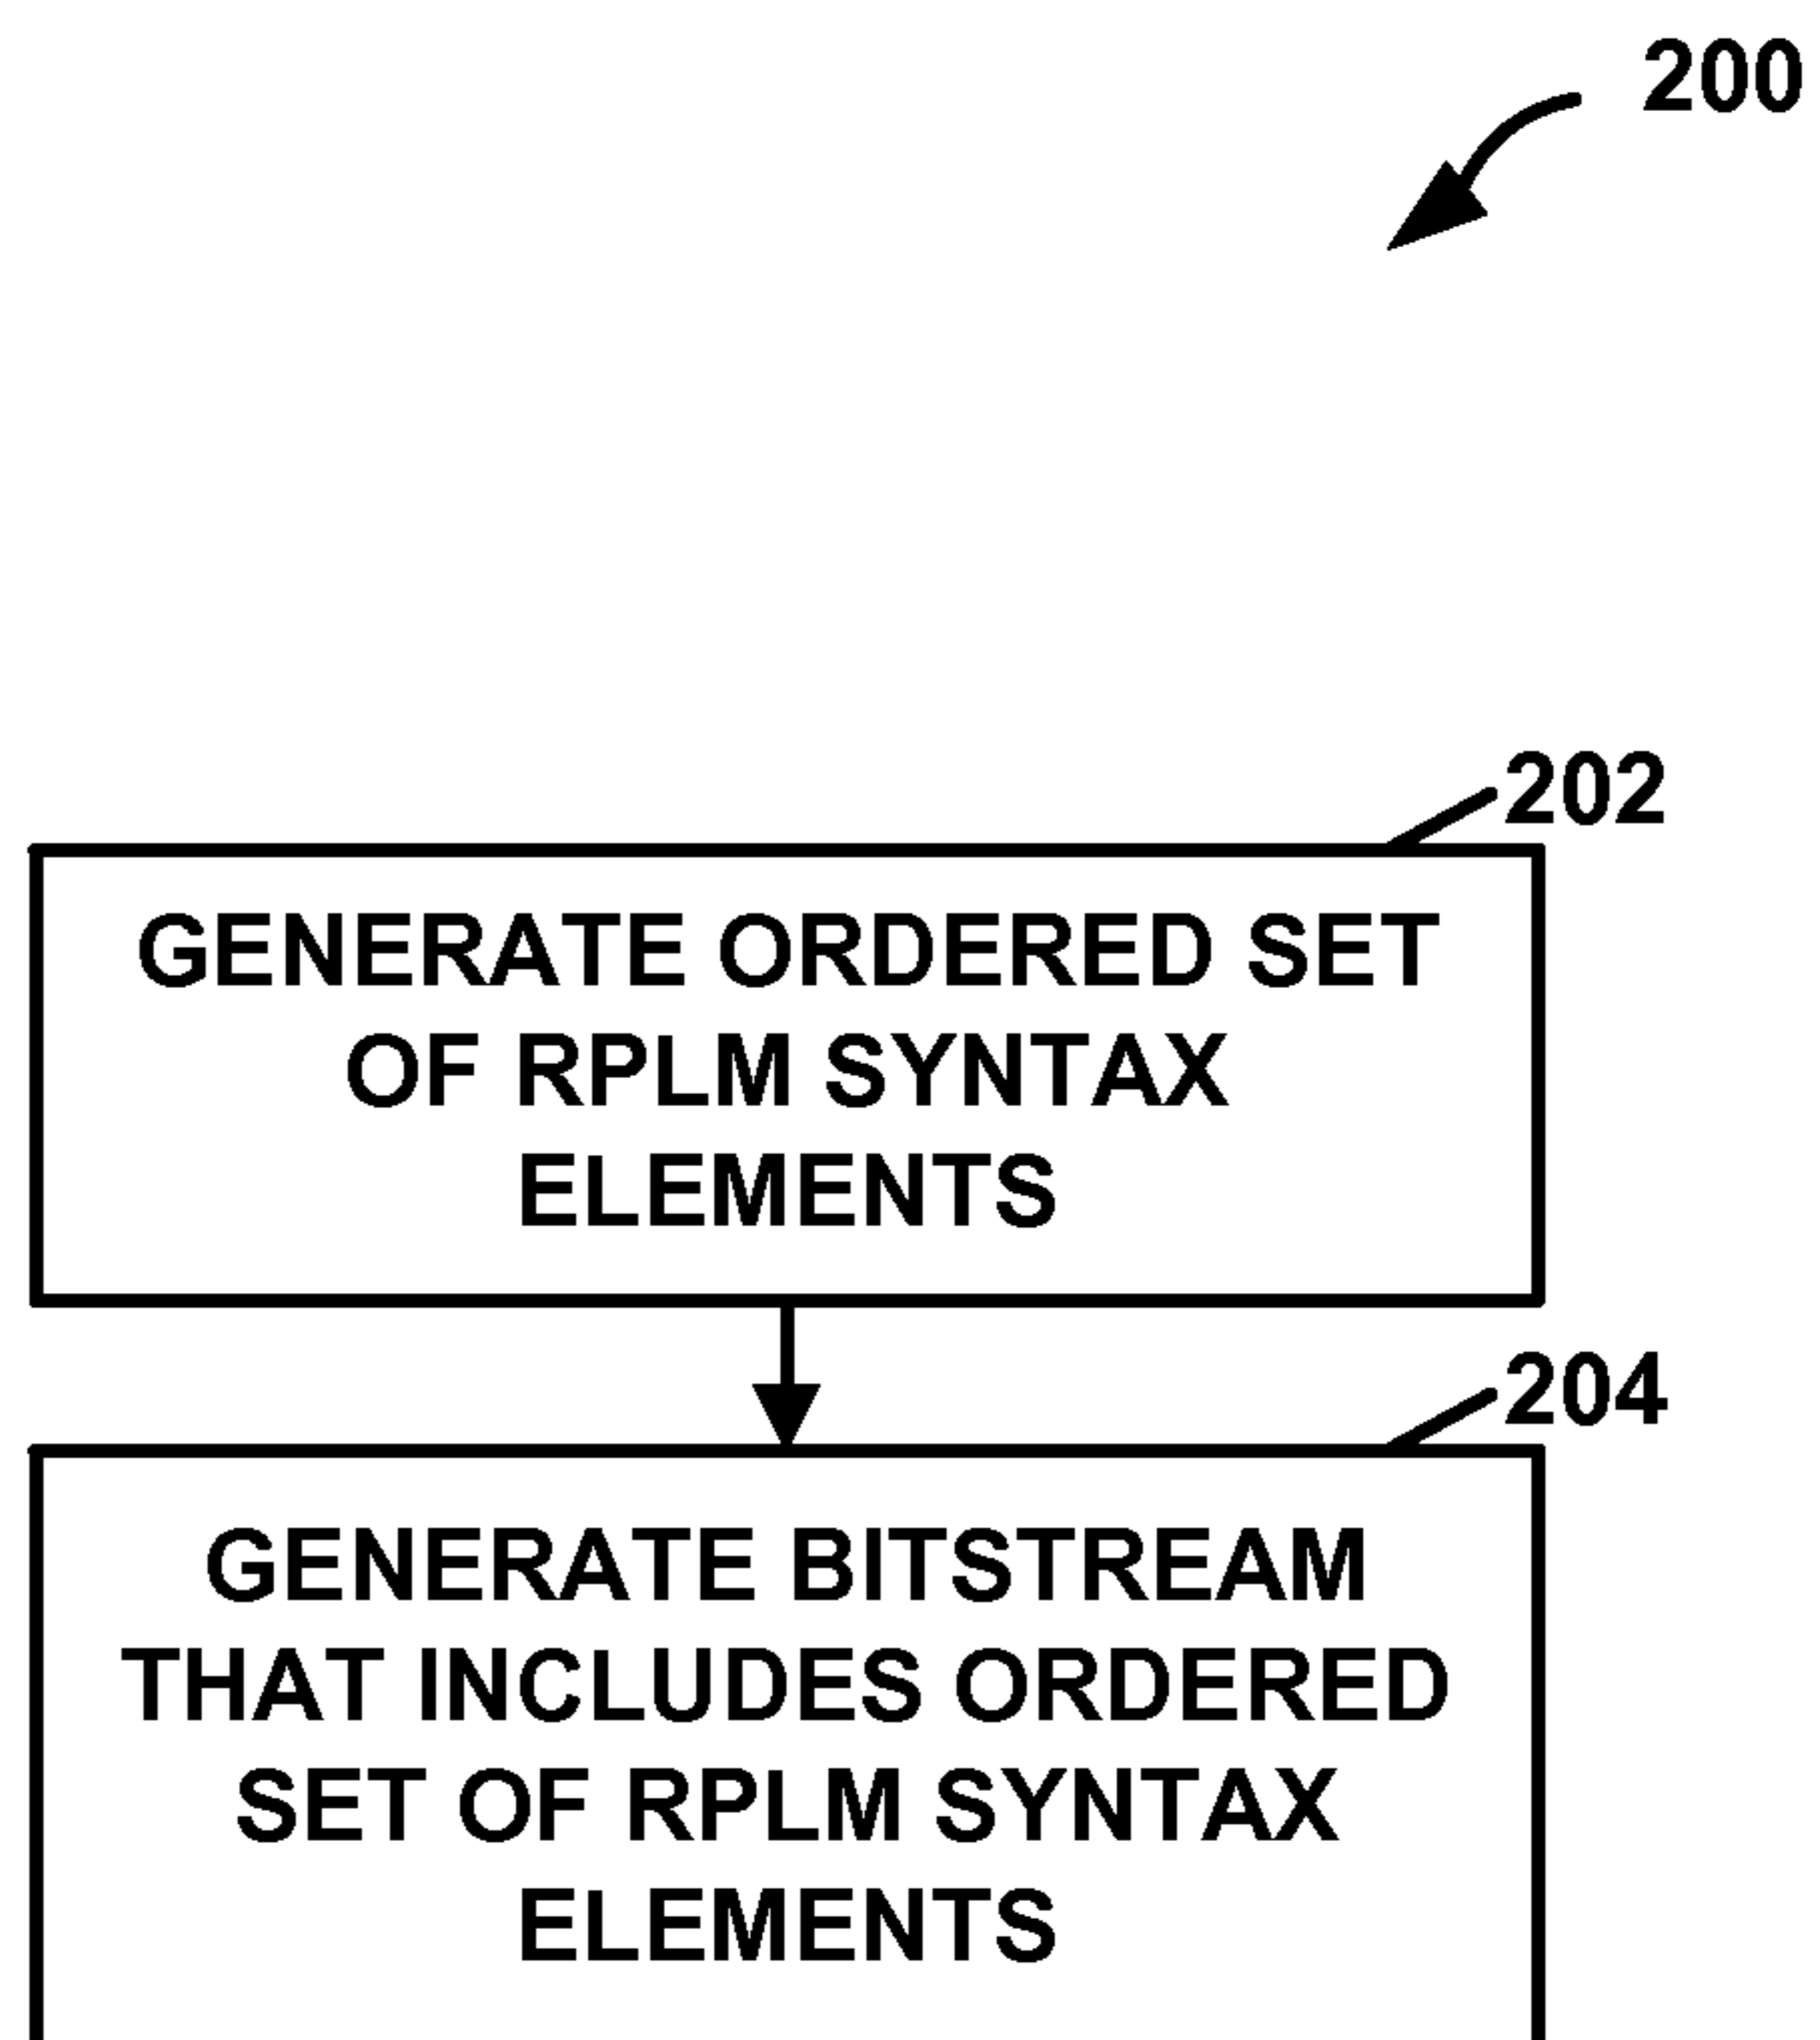 200
202
GENERATE ORDERED SET
OF RPLM SYNTAX
ELEMENTS
204
GENERATE BITSTREAM
THAT INCLUDES ORDERED
SET OF RPLM SYNTAX
ELEMENTS